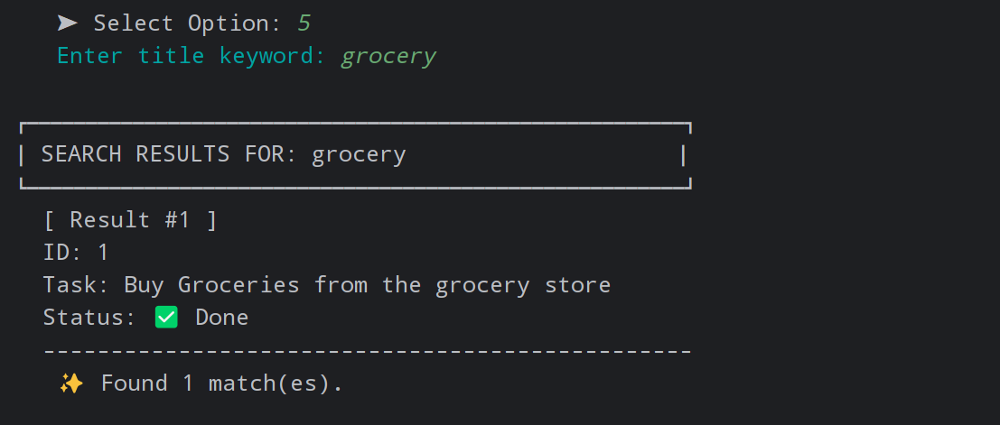 ➤ Select Option: 5
Enter title keyword: grocery
| SEARCH RESULTS FOR: grocery |
[ Result #1 ]
ID: 1
Task: Buy Groceries from the grocery store
Status: ✅ Done
------------------------------------------------
✨ Found 1 match(es).